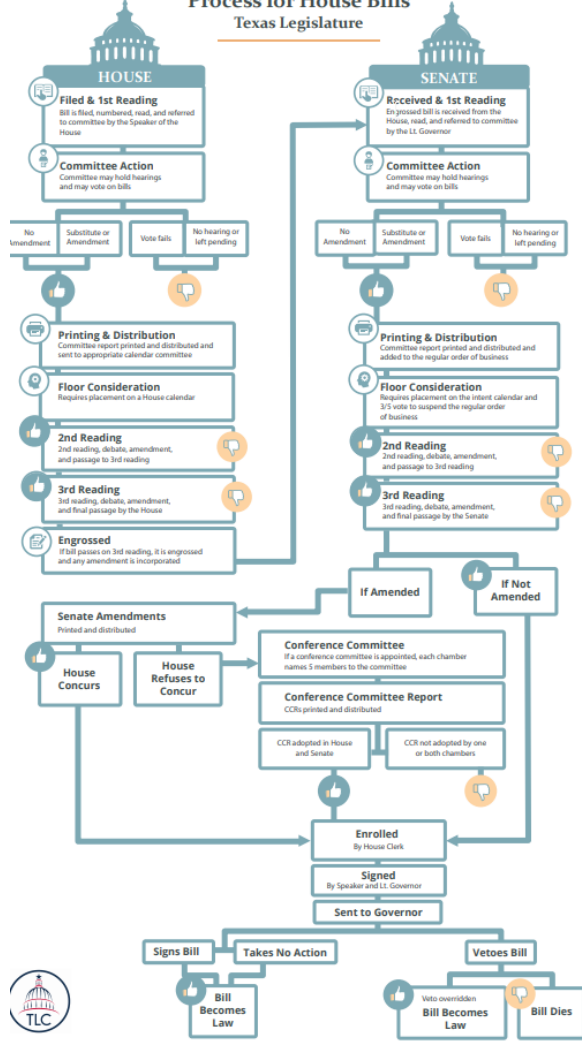 Process for House Bills
Texas Legislature
HOUSE
Filed & 1st Reading
Bill is filed, numbered, read, and referred
to committee by the Speaker of the
House
Committee Action
Committee may hold hearings
and may vote on bills
No
Amendment
Substitute or
Amendment
Vote fails
No hearing or
left pending
Printing & Distribution
Committee report printed and distributed and
sent to appropriate calendar committee
Floor Consideration
Requires placement on a House calendar
2nd Reading
2nd reading, debate, amendment,
and passage to 3rd reading
3rd Reading
3rd reading, debate, amendment,
and final passage by the House
Engrossed
If bill passes on 3rd reading, it is engrossed
and any amendment is incorporated
SENATE
Received & 1st Reading
Engrossed bill is received from the
House, read, and referred to committee
by the Lt. Governor
Committee Action
Committee may hold hearings
and may vote on bills
No
Amendment
Substitute or
Amendment
Vote fails
No hearing or
left pending
Printing & Distribution
Committee report printed and distributed and
added to the regular order of business
Floor Consideration
Requires placement on the intent calendar and
3/5 vote to suspend the regular order
of business
2nd Reading
2nd reading, debate, amendment,
and passage to 3rd reading
3rd Reading
3rd reading, debate, amendment,
and final passage by the Senate
If Amended
If Not
Amended
Senate Amendments
Printed and distributed
House
Concurs
House
Refuses to
Concur
Conference Committee
If a conference committee is appointed, each chamber
names 5 members to the committee
Conference Committee Report
CCRs printed and distributed
CCR adopted in House
and Senate
CCR not adopted by one
or both chambers
Enrolled
By House Clerk
Signed
By Speaker and Lt. Governor
Sent to Governor
Signs Bill
Takes No Action
Vetoes Bill
Bill
Becomes
Law
Veto overridden
Bill Becomes
Law
Bill Dies
TLC